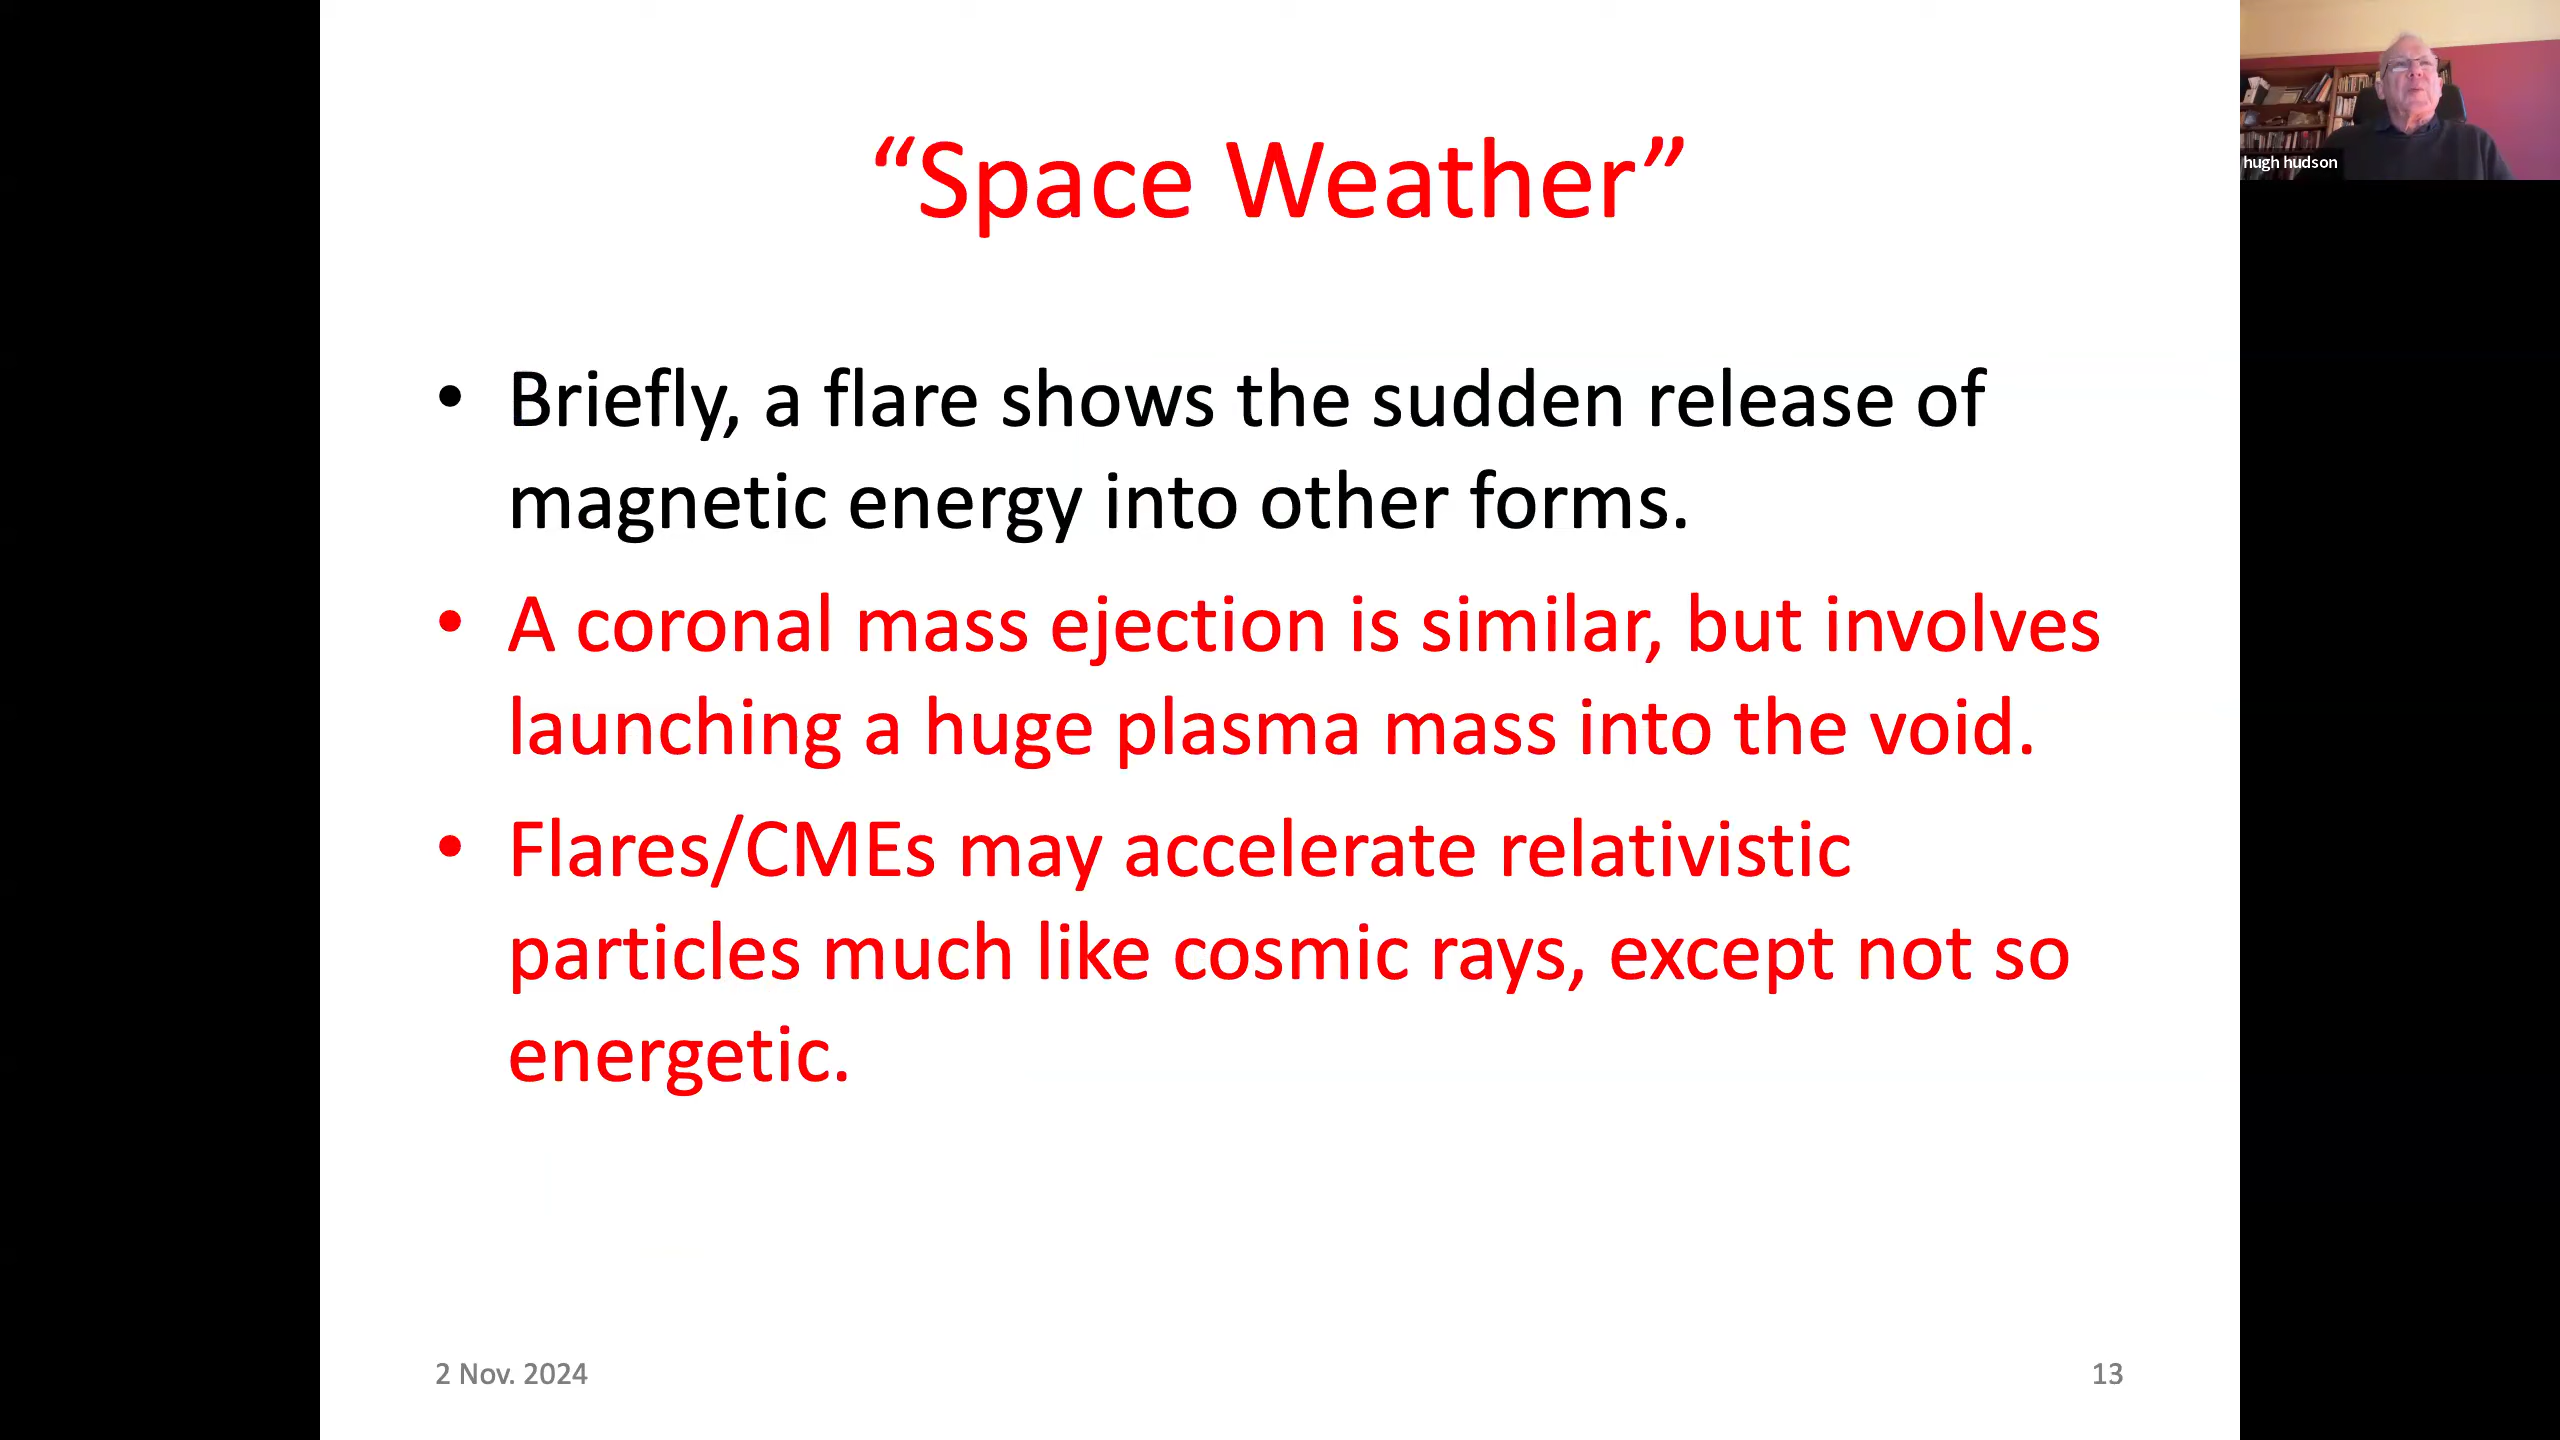 “Space Weather”
hugh hudson
• Briefly, a flare shows the sudden release of
magnetic energy into other forms.
• A coronal mass ejection is similar, but involves
launching a huge plasma mass into the void.
• Flares/CMEs may accelerate relativistic
particles much like cosmic rays, except not so
energetic.
2 Nov. 2024
13